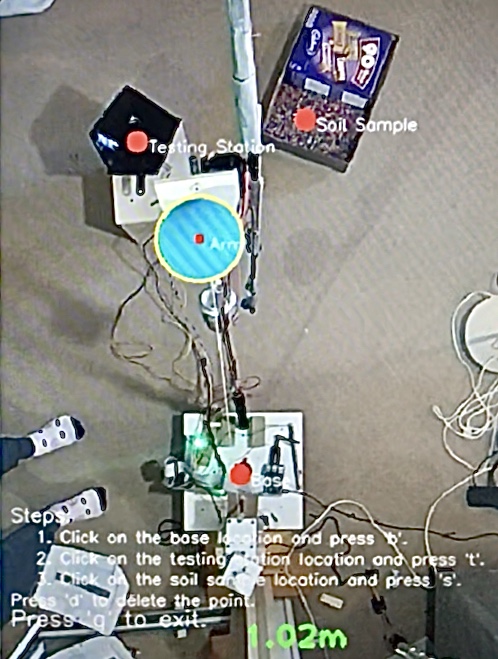 Cadbury
Soil Sample
Testing Station
Arm
Base
Steps:
1. Click on the base location and press 'b'.
2. Click on the testing station location and press 't'.
3. Click on the soil sample location and press 's'.
Press 'd' to delete the point.
Press 'q' to exit.
1.02m